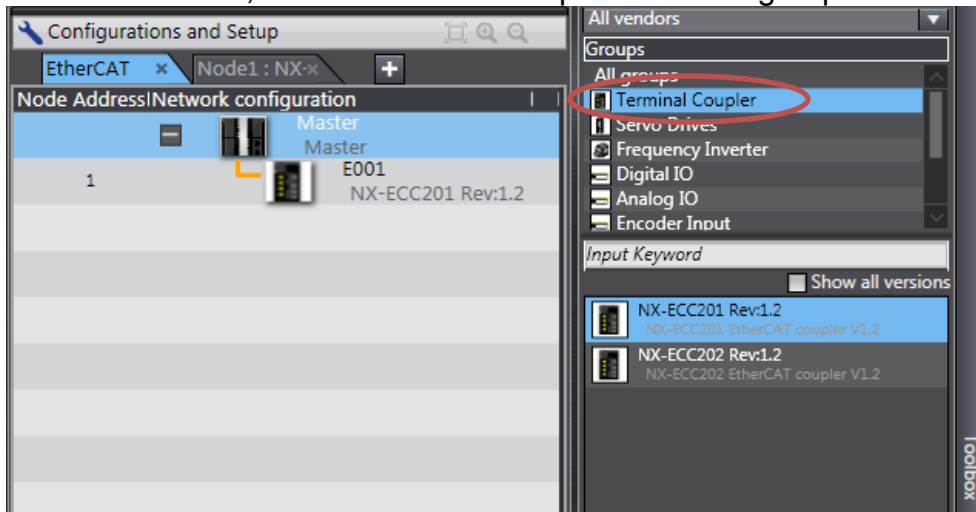 Configurations and Setup
EtherCAT
Node1 : NX-
Node Address|Network configuration
Master
Master
1
E001
NX-ECC201 Rev:1.2
All vendors
Groups
All groups
Terminal Coupler
Servo Drives
Frequency Inverter
Digital IO
Analog IO
Encoder Input
Input Keyword
Show all versions
NX-ECC201 Rev:1.2
NX-ECC201 EtherCAT coupler V1.2
NX-ECC202 Rev:1.2
NX-ECC202 EtherCAT coupler V1.2
Toolbox